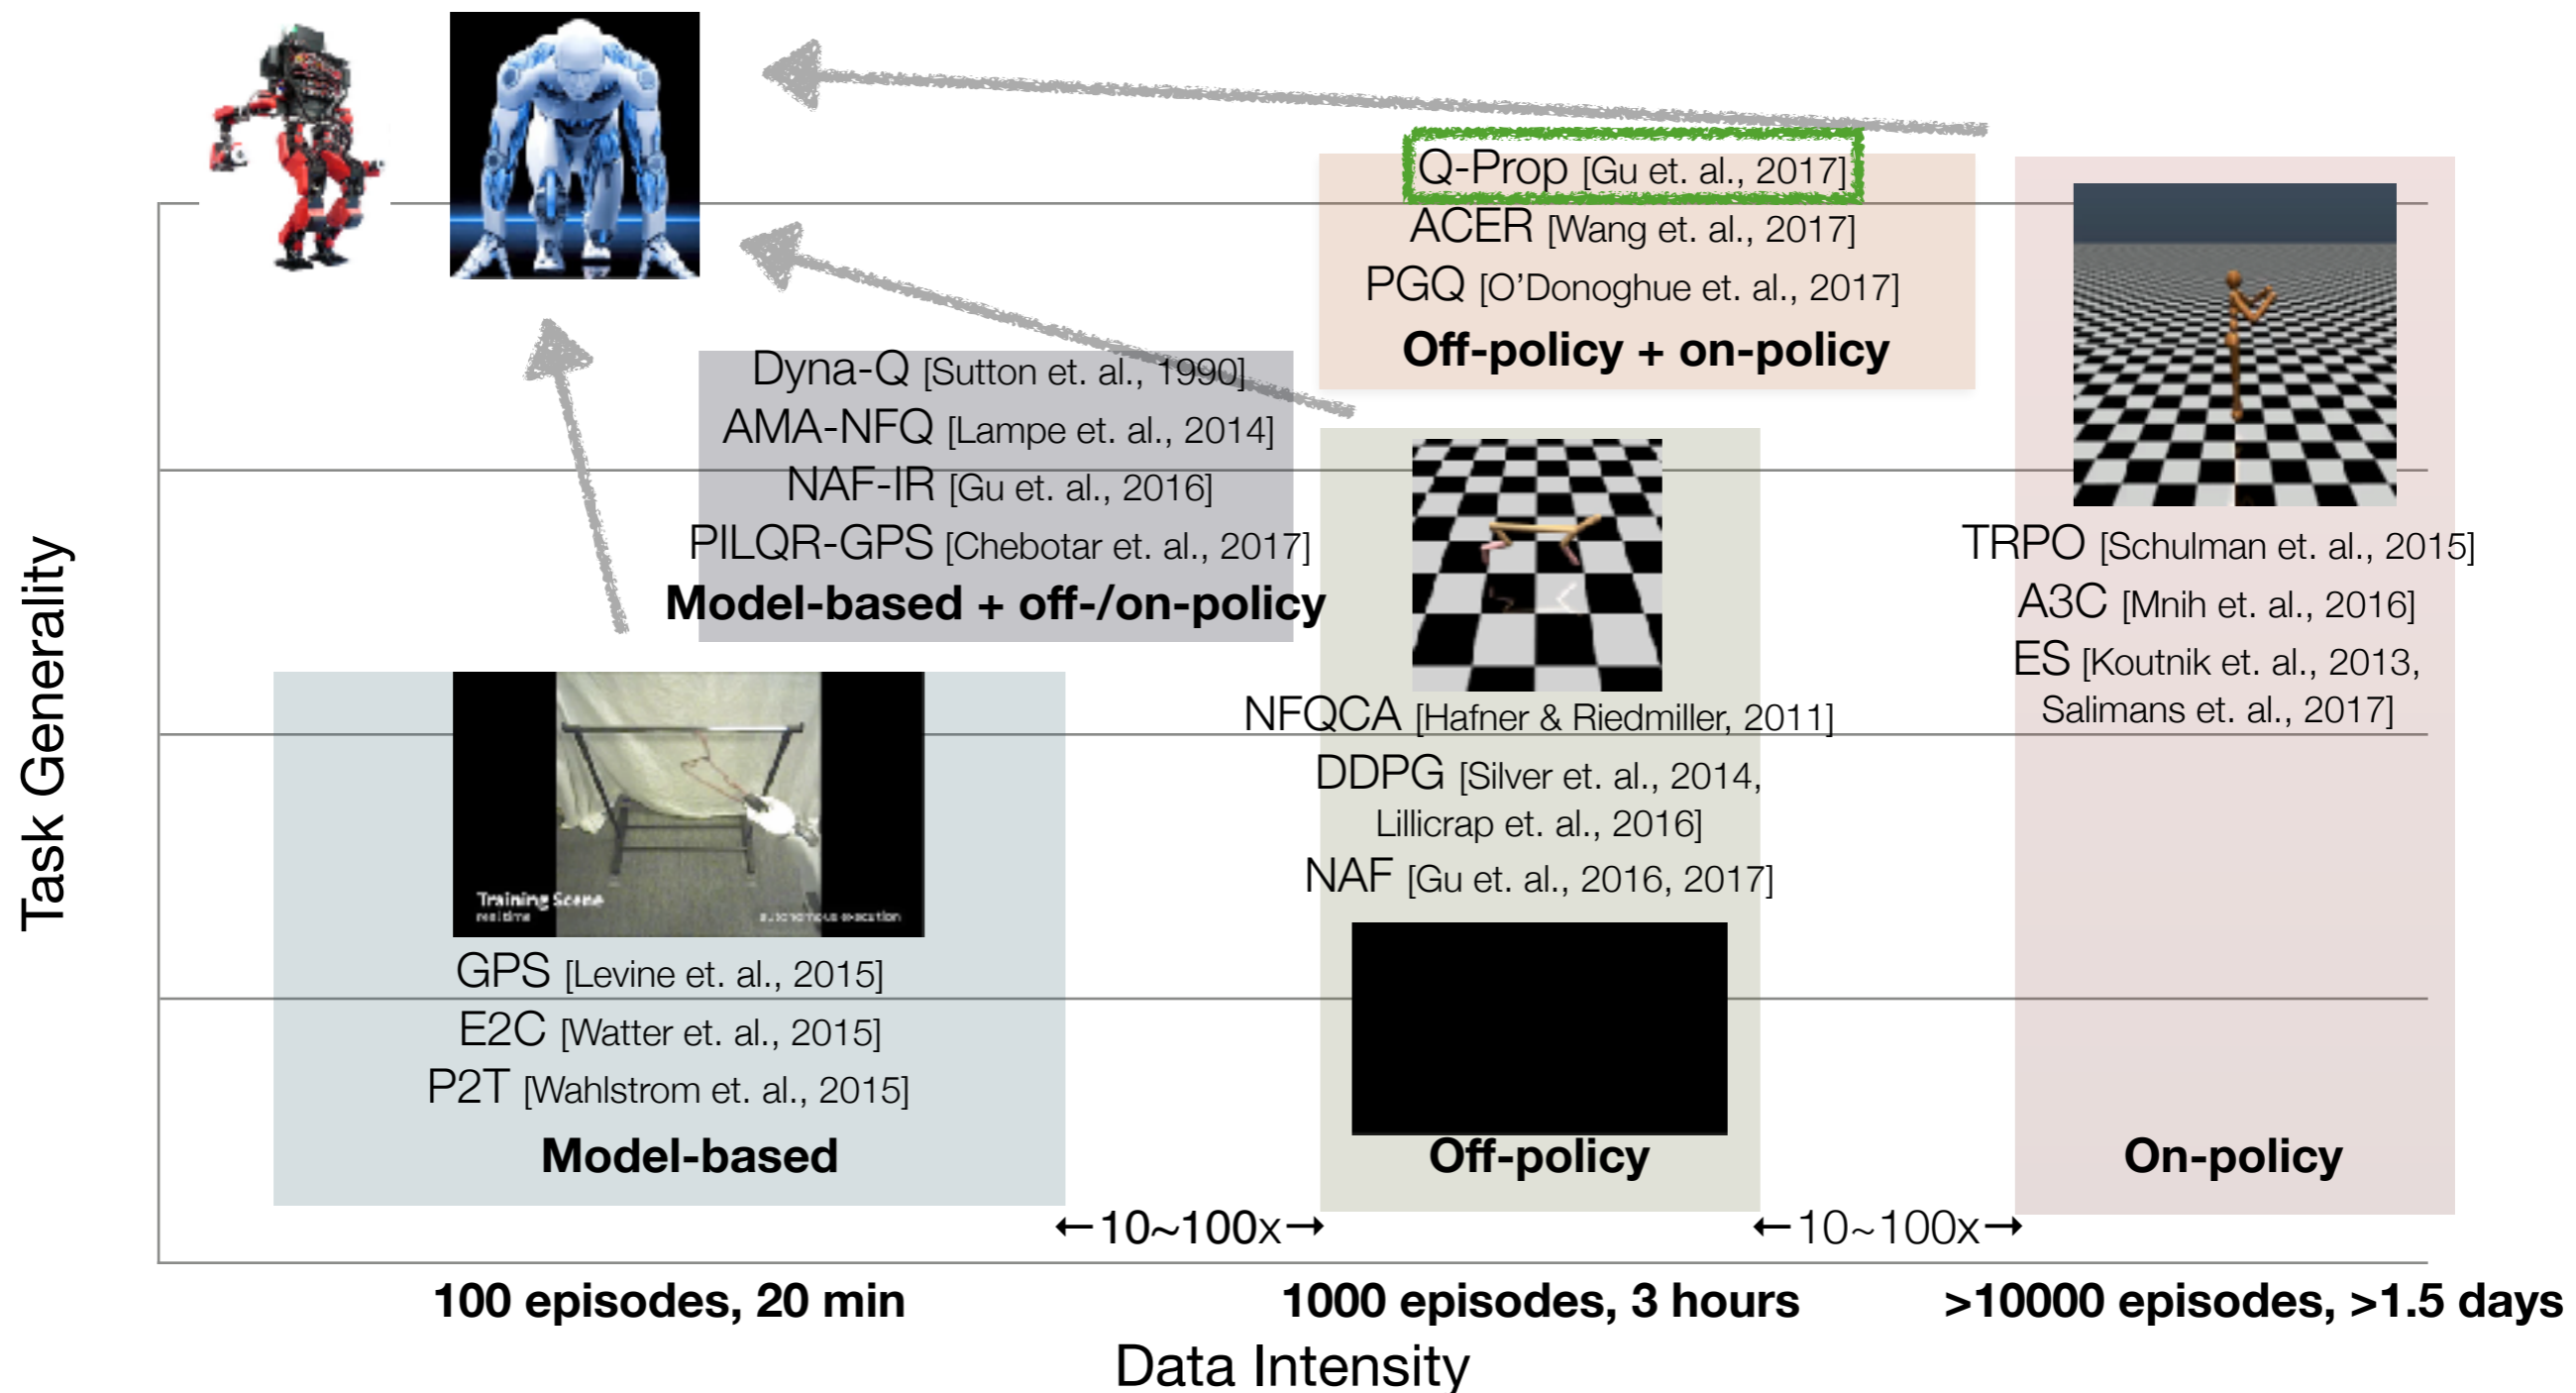 Q-Prop [Gu et. al., 2017]
ACER [Wang et. al., 2017]
PGQ [O'Donoghue et. al., 2017]
Off-policy + on-policy
Dyna-Q [Sutton et. al., 1990]
AMA-NFQ [Lampe et. al., 2014]
NAF-IR [Gu et. al., 2016]
PILQR-GPS [Chebotar et. al., 2017]
Model-based + off-/on-policy
TRPO [Schulman et. al., 2015]
A3C [Mnih et. al., 2016]
ES [Koutnik et. al., 2013,
Salimans et. al., 2017]
On-policy
NFQCA [Hafner & Riedmiller, 2011]
DDPG [Silver et. al., 2014,
Lillicrap et. al., 2016]
NAF [Gu et. al., 2016, 2017]
Off-policy
Training Scene
real time
autonomous execution
GPS [Levine et. al., 2015]
E2C [Watter et. al., 2015]
P2T [Wahlstrom et. al., 2015]
Model-based
Task Generality
←10~100x→
←10~100x→
100 episodes, 20 min
1000 episodes, 3 hours
>10000 episodes, >1.5 days
Data Intensity